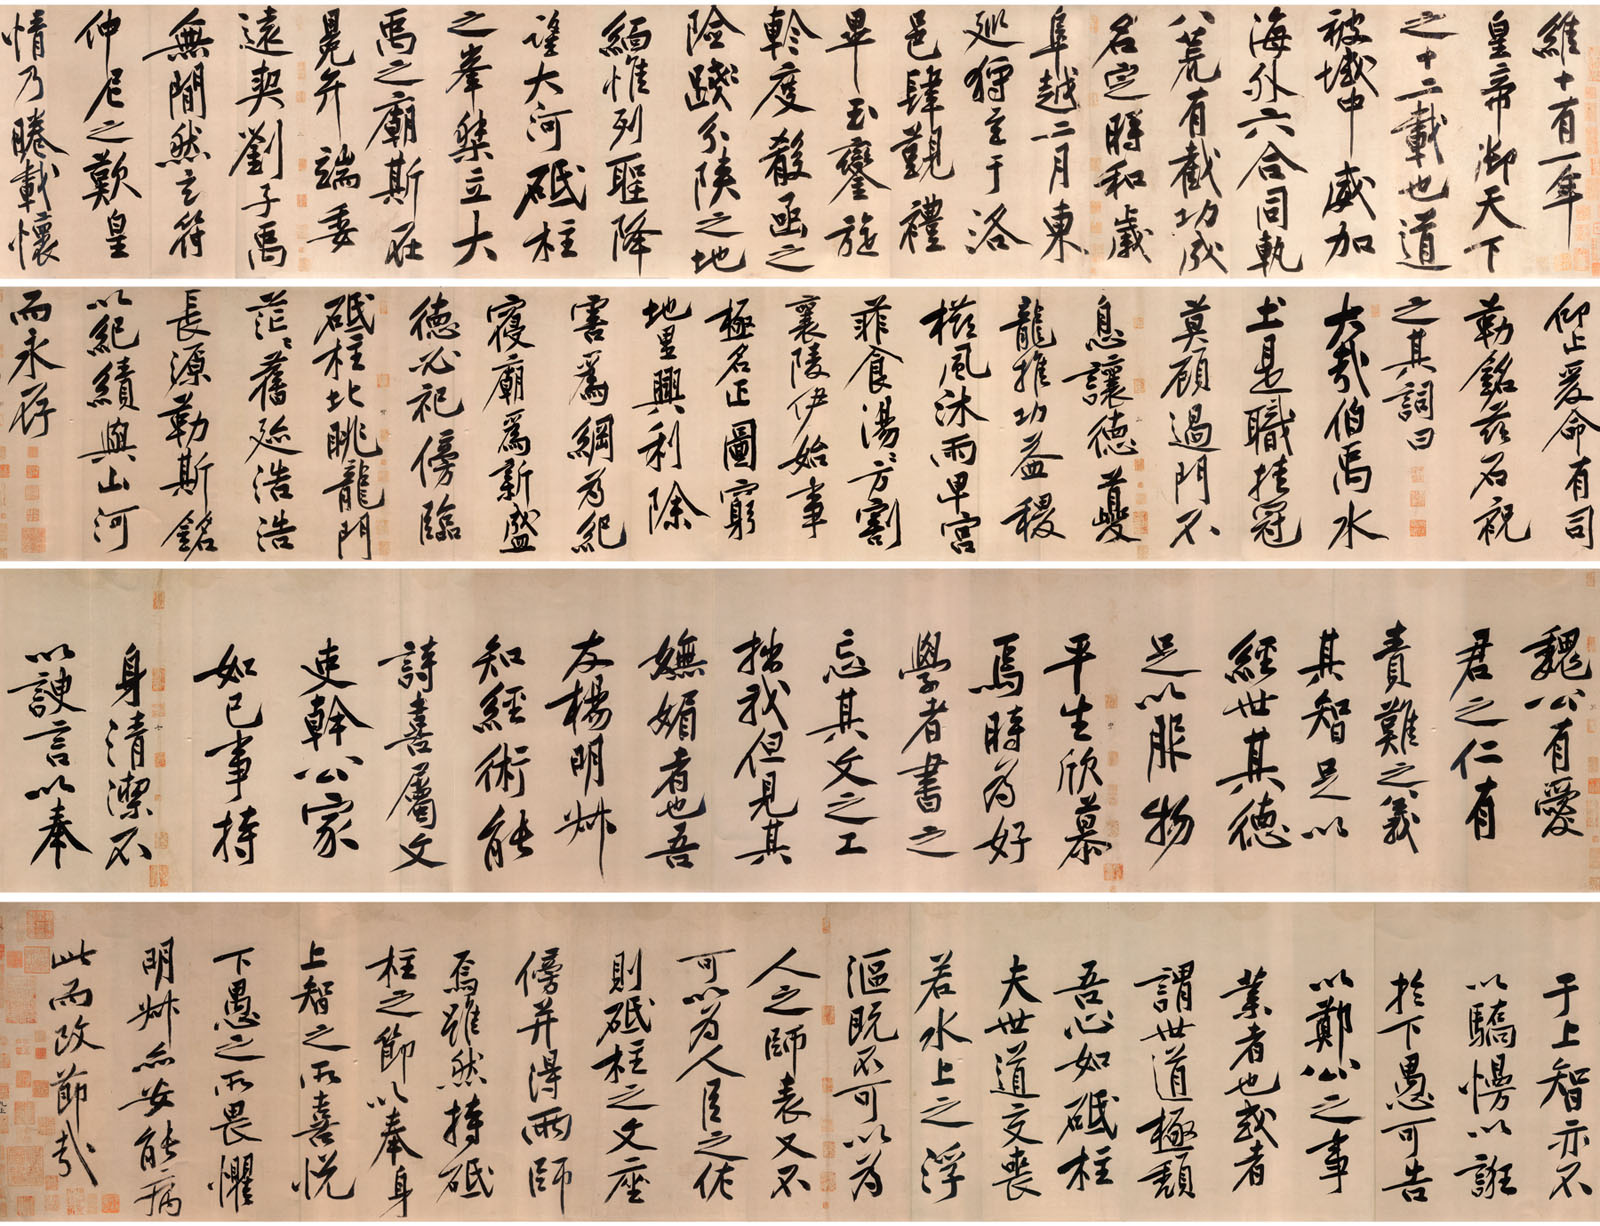 維十有一年
皇帝御天下
之十二載也道
被域中威加
海外六合同軌
八荒有截功成
名定時和歲
阜越二月東
巡狩至于洛
邑肆覲禮
畢玉鑾旋
軫度殽函之
險踐分陝之地
緬惟列聖降
望大河砥柱
之峯桀立大
禹之廟斯在
晃弁端委
遠契劉子禹
無間然玄符
仲尼之歎皇
情乃睠載懷
仰止爰命有司
勒銘茲石祝
之其詞曰
大哉伯禹水
土是職挂冠
莫顧過門不
息讓德夔
龍推功益稷
櫛風沐雨卑宮
菲食湯〻方割
襄陵伊始事
極名正圖窮
地里興利除
害爲綱爲紀
寢廟爲新盛
德必祀傍臨
砥柱北眺龍門
茫〻舊迹浩浩
長源勒斯銘
以紀績與山河
而永存
魏公有愛
君之仁有
責難之義
其智足以
經世其德
足以服物
平生欣慕
焉時爲好
學者書之
忘其文之工
拙我但見其
嫵媚者也吾
友楊明叔
知經術能
詩喜屬文
吏幹公家
如己事持
身清潔不
以諛言以奉
于上智亦不
以驕慢以誑
於下愚可告
以鄭公之事
業者也或者
謂世道極頹
吾心如砥柱
夫世道交喪
若水上之浮
漚既不可以爲
人之師表又不
可以爲人臣之佐
則砥柱之文座
傍并得兩師
焉雖然持砥
柱之節以奉身
上智之所喜悅
下愚之所畏懼
明叔亦安能病
此而改節哉